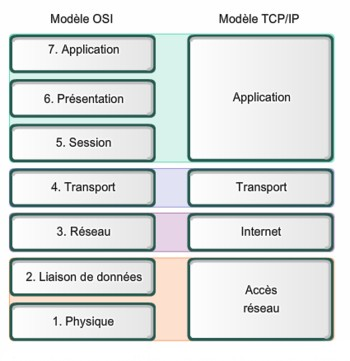 Modèle OSI
Modèle TCP/IP
7. Application
6. Présentation
5. Session
Application
4. Transport
Transport
3. Réseau
Internet
2. Liaison de données
1. Physique
Accès
réseau